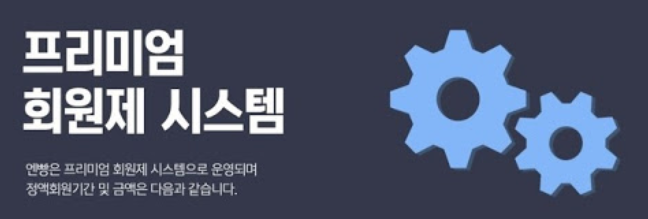 프리미엄
회원제 시스템
엔빵은 프리미엄 회원제 시스템으로 운영되며
정액회원기간 및 금액은 다음과 같습니다.